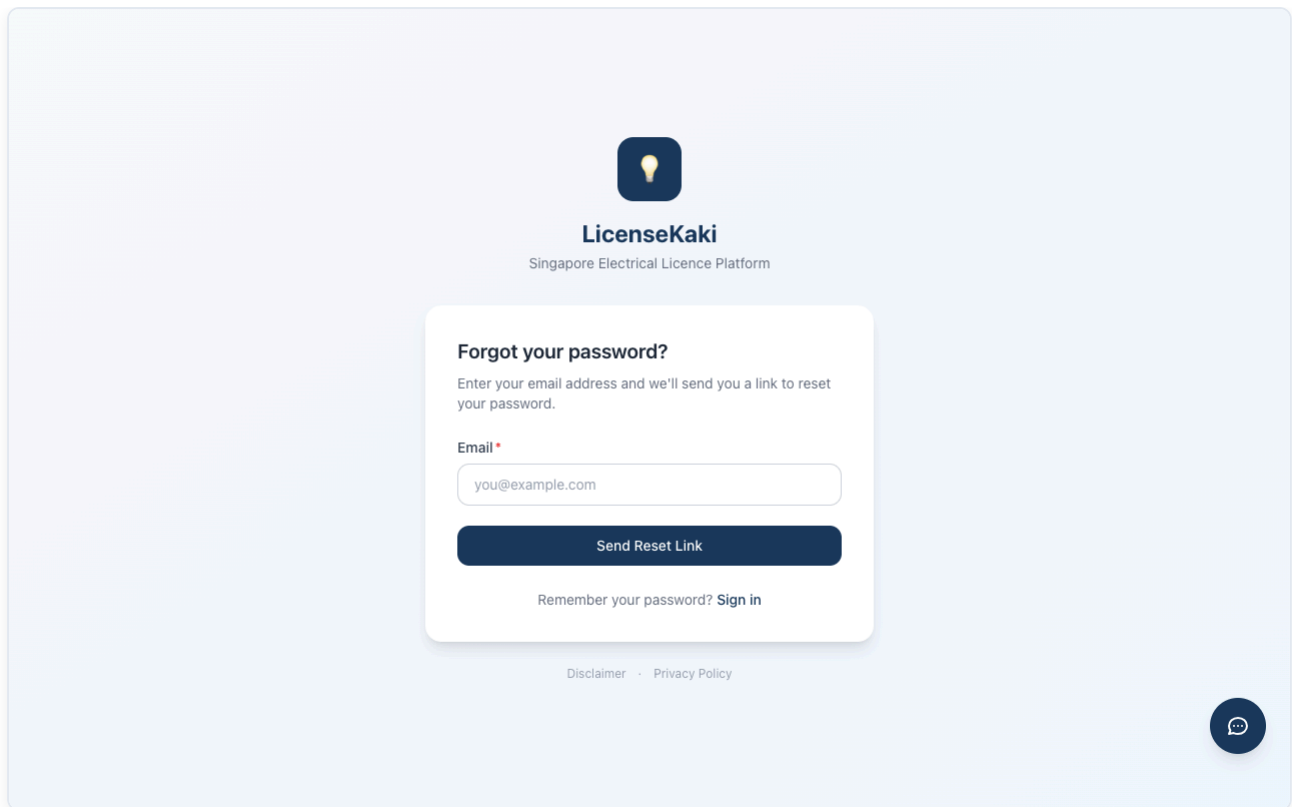 LicenseKaki
Singapore Electrical Licence Platform
Forgot your password?
Enter your email address and we'll send you a link to reset
your password.
Email *
you@example.com
Send Reset Link
Remember your password? Sign in
Disclaimer · Privacy Policy